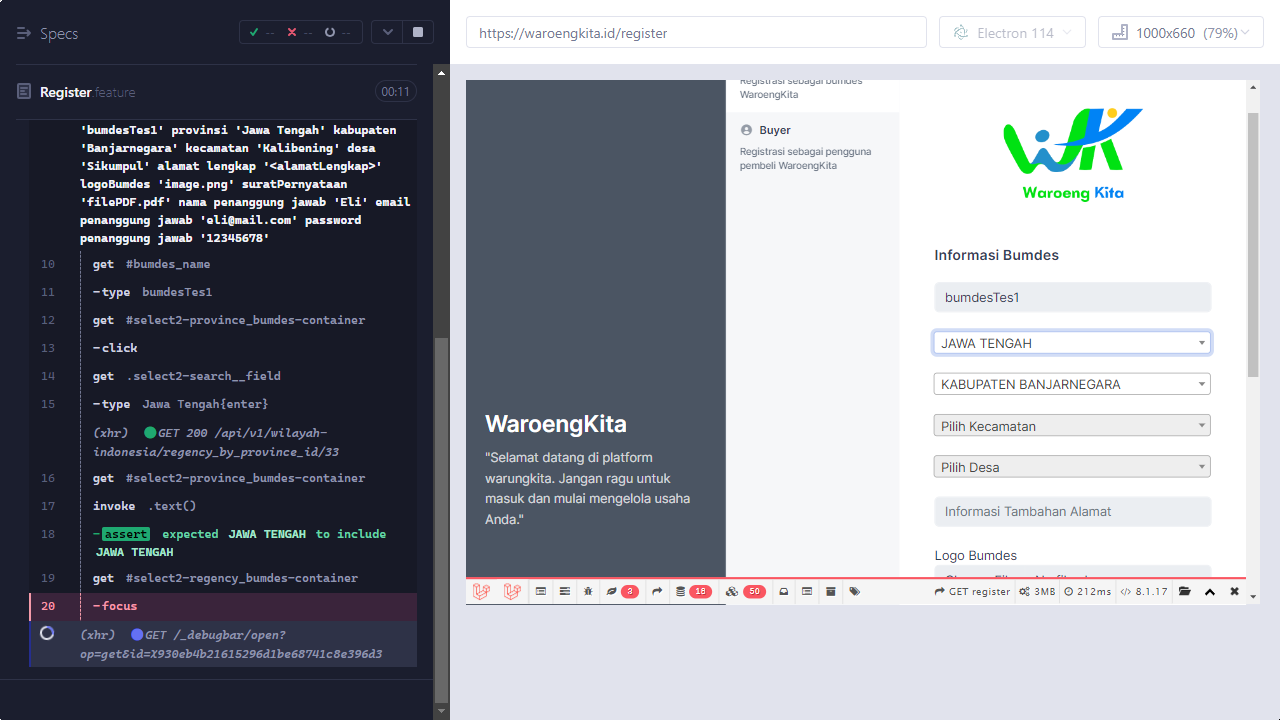 Specs
--
--
--
Register.feature
00:11
'bumdesTes1' provinsi 'Jawa Tengah' kabupaten
'Banjarnegara' kecamatan 'Kalibening' desa
'Sikumpul' alamat lengkap '<alamatLengkap>'
logoBumdes 'image.png' suratPernyataan
'filePDF.pdf' nama penanggung jawab 'Eli' email
penanggung jawab 'eli@mail.com' password
penanggung jawab '12345678'
10 get #bumdes_name
11 -type bumdesTes1
12 get #select2-province_bumdes-container
13 -click
14 get .select2-search__field
15 -type Jawa Tengah{enter}
(xhr) GET 200 /api/v1/wilayah-
indonesia/regency_by_province_id/33
16 get #select2-province_bumdes-container
17 invoke .text()
18 -assert expected JAWA TENGAH to include
JAWA TENGAH
19 get #select2-regency_bumdes-container
20 -focus
(xhr) GET /_debugbar/open?
op=get&id=X930eb4b21615296d1be68741c8e396d3
https://waroengkita.id/register
Electron 114
1000x660 (79%)
WaroengKita
"Selamat datang di platform
warungkita. Jangan ragu untuk
masuk dan mulai mengelola usaha
Anda."
Registrasi sebagai bumdes
WaroengKita
Buyer
Registrasi sebagai pengguna
pembeli WaroengKita
Waroeng Kita
Informasi Bumdes
bumdesTes1
JAWA TENGAH
KABUPATEN BANJARNEGARA
Pilih Kecamatan
Pilih Desa
Informasi Tambahan Alamat
Logo Bumdes
3
18
50
GET register
3MB
212ms
8.1.17